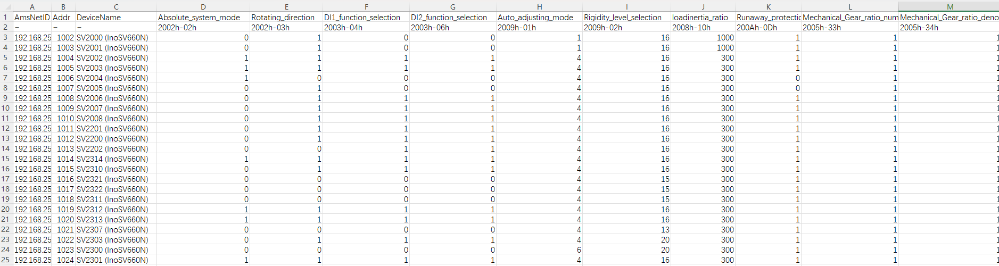 A B C D E F G H I J K L M
1 AmsNetID Addr DeviceName Absolute_system_mode Rotating_direction DI1_function_selection DI2_function_selection Auto_adjusting_mode Rigidity_level_selection loadinertia_ratio Runaway_protectic Mechanical_Gear_ratio_num Mechanical_Gear_ratio_deno
2 – – – 2002h-02h 2002h-03h 2003h-04h 2003h-06h 2009h-01h 2009h-02h 2008h-10h 200Ah-0Dh 2005h-33h 2005h-34h
3 192.168.25 1002 SV2000 (InoSV660N) 0 1 0 0 1 16 1000 1 1 1
4 192.168.25 1003 SV2001 (InoSV660N) 0 1 0 0 1 16 1000 1 1 1
5 192.168.25 1004 SV2002 (InoSV660N) 1 1 1 1 4 16 300 1 1 1
6 192.168.25 1005 SV2003 (InoSV660N) 1 1 1 1 4 16 300 1 1 1
7 192.168.25 1006 SV2004 (InoSV660N) 1 0 0 0 4 16 300 0 1 1
8 192.168.25 1007 SV2005 (InoSV660N) 0 1 0 0 4 16 300 0 1 1
9 192.168.25 1008 SV2006 (InoSV660N) 0 1 1 1 4 16 300 1 1 1
10 192.168.25 1009 SV2007 (InoSV660N) 0 1 1 1 4 16 300 1 1 1
11 192.168.25 1010 SV2008 (InoSV660N) 0 1 1 1 4 16 300 1 1 1
12 192.168.25 1011 SV2201 (InoSV660N) 0 1 1 1 4 16 300 1 1 1
13 192.168.25 1012 SV2200 (InoSV660N) 0 1 1 1 4 16 300 1 1 1
14 192.168.25 1013 SV2202 (InoSV660N) 0 0 1 1 4 16 300 1 1 1
15 192.168.25 1014 SV2314 (InoSV660N) 1 1 1 1 4 16 300 1 1 1
16 192.168.25 1015 SV2310 (InoSV660N) 0 1 1 1 4 16 300 1 1 1
17 192.168.25 1016 SV2321 (InoSV660N) 0 0 0 0 4 15 300 1 1 1
18 192.168.25 1017 SV2322 (InoSV660N) 0 0 0 0 4 15 300 1 1 1
19 192.168.25 1018 SV2311 (InoSV660N) 0 0 0 0 4 15 300 1 1 1
20 192.168.25 1019 SV2312 (InoSV660N) 1 1 1 1 4 16 300 1 1 1
21 192.168.25 1020 SV2313 (InoSV660N) 1 1 1 1 4 16 300 1 1 1
22 192.168.25 1021 SV2307 (InoSV660N) 0 0 0 0 4 13 300 1 1 1
23 192.168.25 1022 SV2303 (InoSV660N) 0 1 1 1 4 20 300 1 1 1
24 192.168.25 1023 SV2300 (InoSV660N) 0 0 0 0 6 20 300 1 1 1
25 192.168.25 1024 SV2301 (InoSV660N) 1 1 1 1 4 16 300 1 1 1